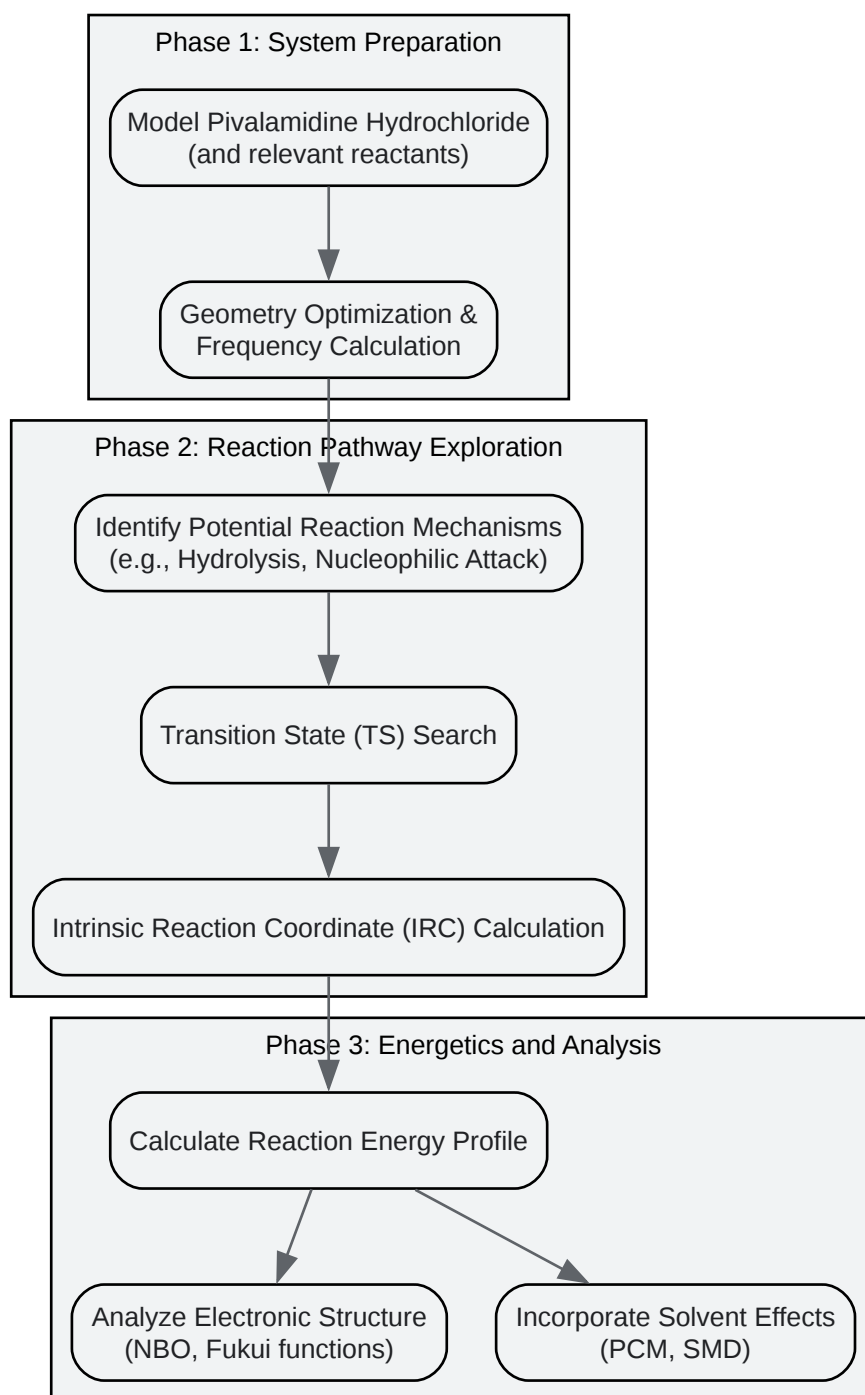 Phase 1: System Preparation
Model Pivalamidine Hydrochloride
(and relevant reactants)
Geometry Optimization &
Frequency Calculation
Phase 2: Reaction Pathway Exploration
Identify Potential Reaction Mechanisms
(e.g., Hydrolysis, Nucleophilic Attack)
Transition State (TS) Search
Intrinsic Reaction Coordinate (IRC) Calculation
Phase 3: Energetics and Analysis
Calculate Reaction Energy Profile
Analyze Electronic Structure
(NBO, Fukui functions)
Incorporate Solvent Effects
(PCM, SMD)